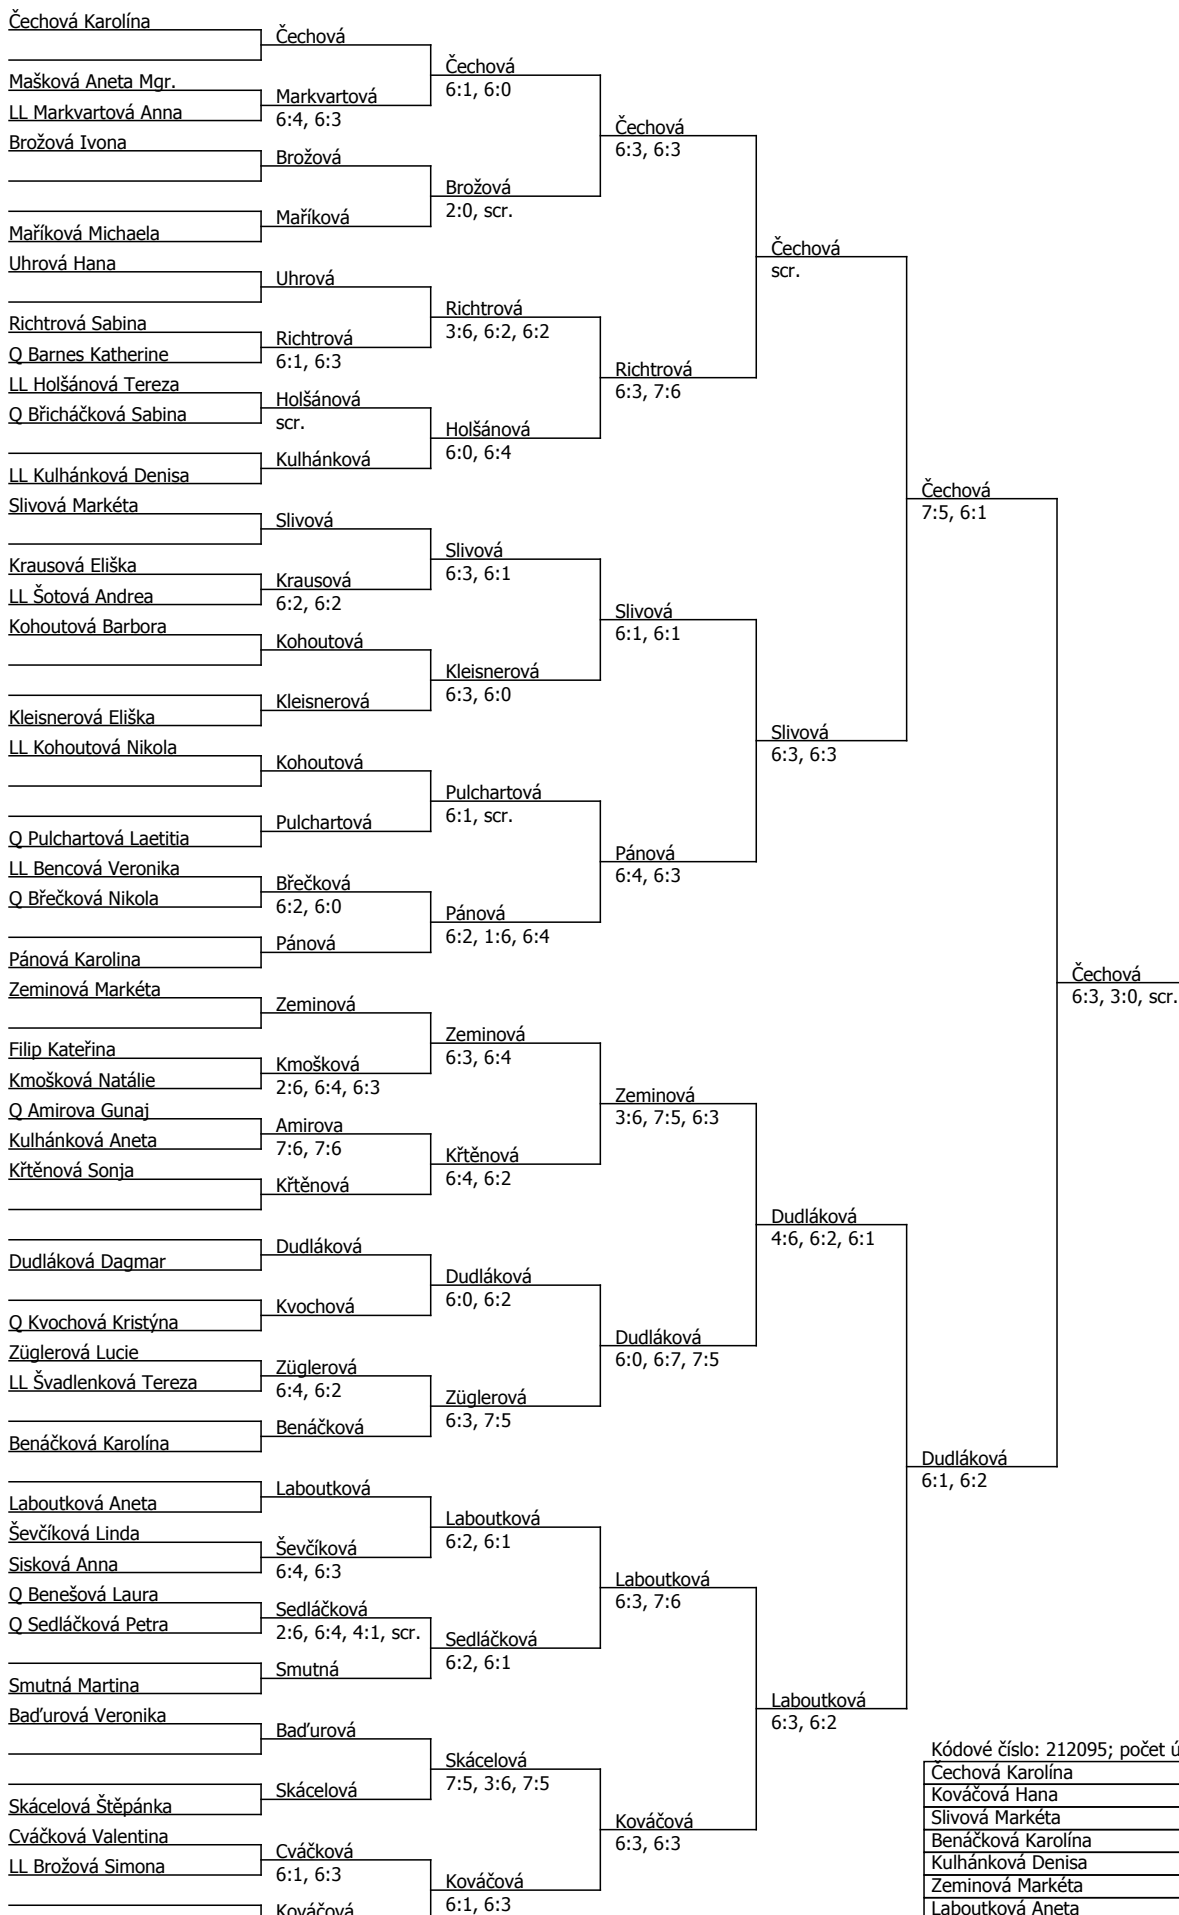 Čechová Karolína
Mašková Aneta Mgr.
LL Markvartová Anna
Brožová Ivona
Maříková Michaela
Uhrová Hana
Richtrová Sabina
Q Barnes Katherine
LL Holšánová Tereza
Q Břicháčková Sabina
LL Kulhánková Denisa
Slivová Markéta
Krausová Eliška
LL Šotová Andrea
Kohoutová Barbora
Kleisnerová Eliška
LL Kohoutová Nikola
Q Pulchartová Laetitia
LL Bencová Veronika
Q Břečková Nikola
Pánová Karolina
Zeminová Markéta
Filip Kateřina
Kmošková Natálie
Q Amirova Gunaj
Kulhánková Aneta
Křtěnová Sonja
Dudláková Dagmar
Q Kvochová Kristýna
Züglerová Lucie
LL Švadlenková Tereza
Benáčková Karolína
Laboutková Aneta
Ševčíková Linda
Sisková Anna
Q Benešová Laura
Q Sedláčková Petra
Smutná Martina
Baďurová Veronika
Skácelová Štěpánka
Cváčková Valentina
LL Brožová Simona
Čechová
Markvartová
6:4, 6:3
Brožová
Maříková
Uhrová
Richtrová
6:1, 6:3
Holšánová
scr.
Kulhánková
Slivová
Krausová
6:2, 6:2
Kohoutová
Kleisnerová
Kohoutová
Pulchartová
Břečková
6:2, 6:0
Pánová
Zeminová
Kmošková
2:6, 6:4, 6:3
Amirova
7:6, 7:6
Křtěnová
Dudláková
Kvochová
Züglerová
6:4, 6:2
Benáčková
Laboutková
Ševčíková
6:4, 6:3
Sedláčková
2:6, 6:4, 4:1, scr.
Smutná
Baďurová
Skácelová
Cváčková
6:1, 6:3
Kováčová
Čechová
6:1, 6:0
Brožová
2:0, scr.
Richtrová
3:6, 6:2, 6:2
Holšánová
6:0, 6:4
Slivová
6:3, 6:1
Kleisnerová
6:3, 6:0
Pulchartová
6:1, scr.
Pánová
6:2, 1:6, 6:4
Zeminová
6:3, 6:4
Křtěnová
6:4, 6:2
Dudláková
6:0, 6:2
Züglerová
6:3, 7:5
Laboutková
6:2, 6:1
Sedláčková
6:2, 6:1
Skácelová
7:5, 3:6, 7:5
Kováčová
6:1, 6:3
Čechová
6:3, 6:3
Richtrová
6:3, 7:6
Slivová
6:1, 6:1
Pánová
6:4, 6:3
Zeminová
3:6, 7:5, 6:3
Dudláková
6:0, 6:7, 7:5
Laboutková
6:3, 7:6
Kováčová
6:3, 6:3
Čechová
scr.
Slivová
6:3, 6:3
Dudláková
4:6, 6:2, 6:1
Laboutková
6:3, 6:2
Čechová
7:5, 6:1
Dudláková
6:1, 6:2
Čechová
6:3, 3:0, scr.
Kódové číslo: 212095; počet ú
Čechová Karolína
Kováčová Hana
Slivová Markéta
Benáčková Karolína
Kulhánková Denisa
Zeminová Markéta
Laboutková Aneta